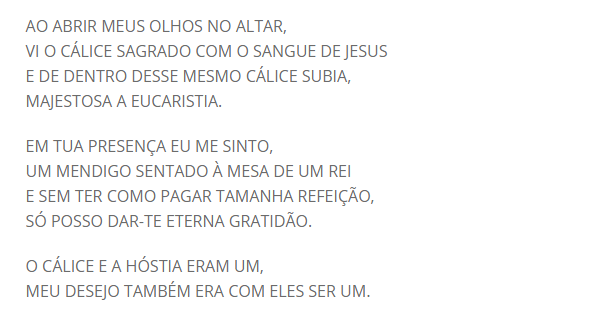 AO ABRIR MEUS OLHOS NO ALTAR,
VI O CÁLICE SAGRADO COM O SANGUE DE JESUS
E DE DENTRO DESSE MESMO CÁLICE SUBIA,
MAJESTOSA A EUCARISTIA.
EM TUA PRESENÇA EU ME SINTO,
UM MENDIGO SENTADO À MESA DE UM REI
E SEM TER COMO PAGAR TAMANHA REFEIÇÃO,
SÓ POSSO DAR-TE ETERNA GRATIDÃO.
O CÁLICE E A HÓSTIA ERAM UM,
MEU DESEJO TAMBÉM ERA COM ELES SER UM.